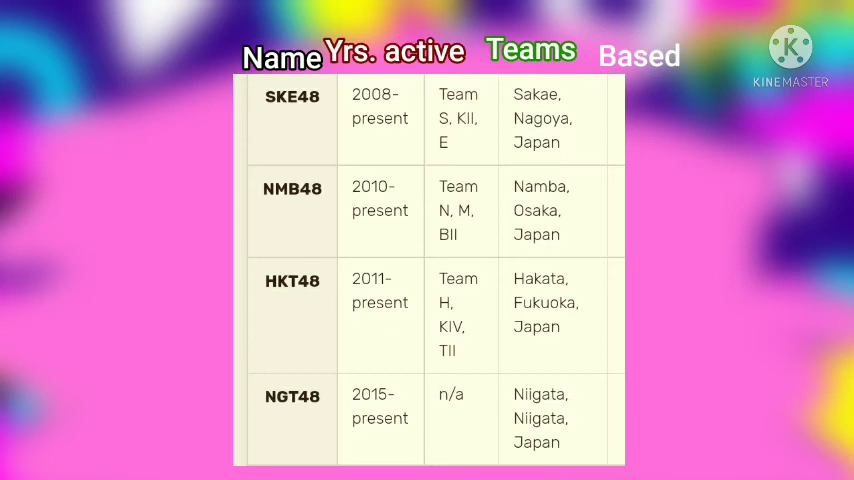 Name Yrs. active Teams Based
K
KINEMASTER
SKE48 2008- Team Sakae,
present S, KII, Nagoya,
E Japan
NMB48 2010- Team Namba,
present N, M, Osaka,
BII Japan
HKT48 2011- Team Hakata,
present H, Fukuoka,
KIV, Japan
TII
NGT48 2015- n/a Niigata,
present Niigata,
Japan